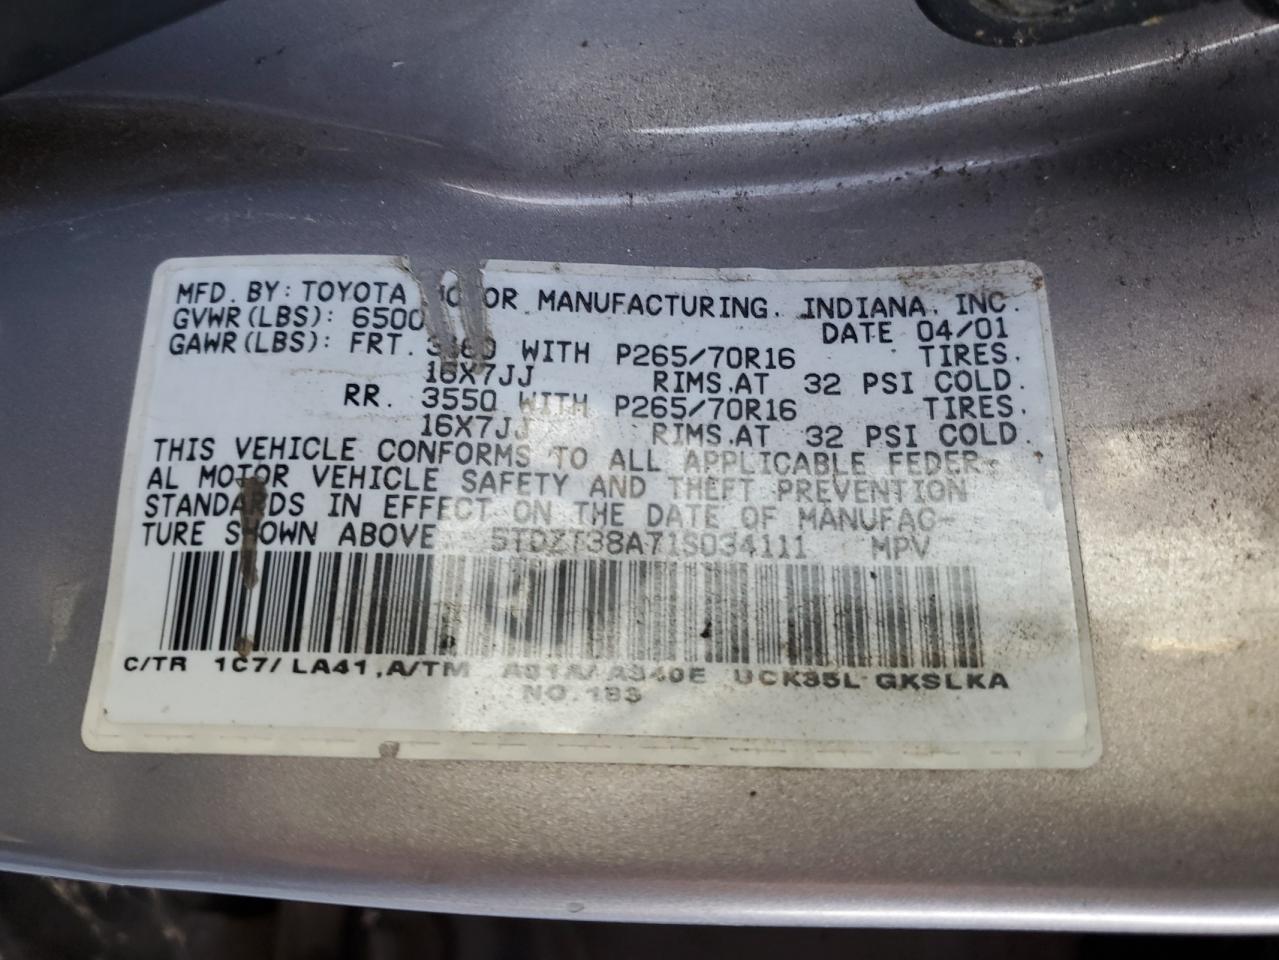 MFD. BY: TOYOTA MOTOR MANUFACTURING, INDIANA, INC.
GVWR(LBS): 6500 DATE 04/01
GAWR(LBS): FRT. WITH P265/70R16 TIRES,
16X7JJ RIMS,AT 32 PSI COLD.
RR. 3550 WITH P265/70R16 TIRES,
16X7JJ RIMS,AT 32 PSI COLD.
THIS VEHICLE CONFORMS TO ALL APPLICABLE FEDER-
AL MOTOR VEHICLE SAFETY AND THEFT PREVENTION
STANDARDS IN EFFECT ON THE DATE OF MANUFAC-
TURE SHOWN ABOVE. 5TDZT38A71S034111 MPV
C/TR 1C7/LA41,A/TM A01A/A340E UCK35L-GKSLKA
NO.183